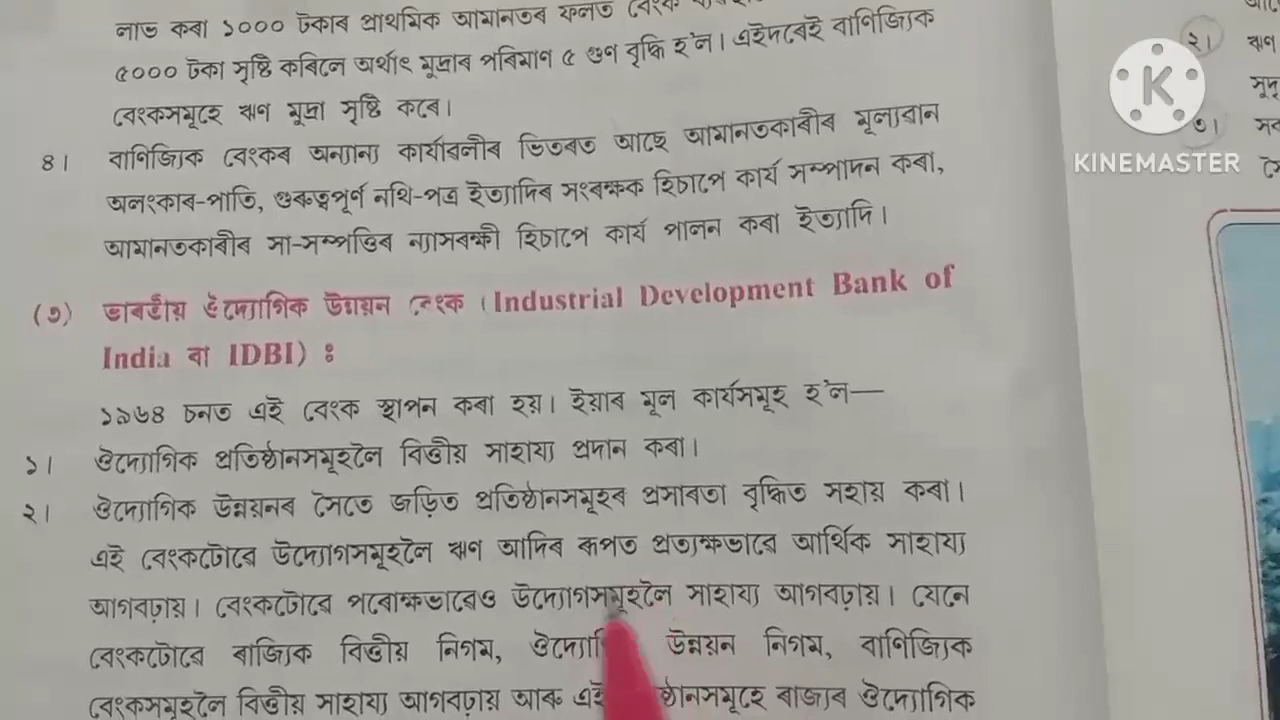 লাভ কৰা ১০০০ টকাৰ প্ৰাথমিক আমানতৰ ফলত বেংক
৫০০০ টকা সৃষ্টি কৰিলে অৰ্থাৎ মুদ্ৰাৰ পৰিমাণ ৫ গুণ বৃদ্ধি হ'ল। এইদৰেই বাণিজ্যিক
বেংকসমূহে ঋণ মুদ্ৰা সৃষ্টি কৰে।
৪। বাণিজ্যিক বেংকৰ অন্যান্য কাৰ্যাৱলীৰ ভিতৰত আছে আমানতকাৰীৰ মূল্যবান
অলংকাৰ-পাতি, গুৰুত্বপূৰ্ণ নথি-পত্ৰ ইত্যাদিৰ সংৰক্ষক হিচাপে কাৰ্য সম্পাদন কৰা,
আমানতকাৰীৰ সা-সম্পত্তিৰ ন্যাসৰক্ষী হিচাপে কাৰ্য পালন কৰা ইত্যাদি।
(৩) ভাৰতীয় ঔদ্যোগিক উন্নয়ন বেংক (Industrial Development Bank of
India বা IDBI) :
১৯৬৪ চনত এই বেংক স্থাপন কৰা হয়। ইয়াৰ মূল কাৰ্যসমূহ হ'ল—
১। ঔদ্যোগিক প্ৰতিষ্ঠানসমূহলৈ বিত্তীয় সাহায্য প্ৰদান কৰা।
২। ঔদ্যোগিক উন্নয়নৰ সৈতে জড়িত প্ৰতিষ্ঠানসমূহৰ প্ৰসাৰতা বৃদ্ধিত সহায় কৰা।
এই বেংকটোৱে উদ্যোগসমূহলৈ ঋণ আদিৰ ৰূপত প্ৰত্যক্ষভাৱে আৰ্থিক সাহায্য
আগবঢ়ায়। বেংকটোৱে পৰোক্ষভাৱেও উদ্যোগসমূহলৈ সাহায্য আগবঢ়ায়। যেনে
বেংকটোৱে ৰাজ্যিক বিত্তীয় নিগম, উন্নয়ন নিগম, বাণিজ্যিক
বেংকসমূহলৈ বিত্তীয় সাহায্য আগবঢ়ায় আৰু এই ৰাজ্যৰ ঔদ্যোগিক
২। ঋণ
৩।
KINEMASTER